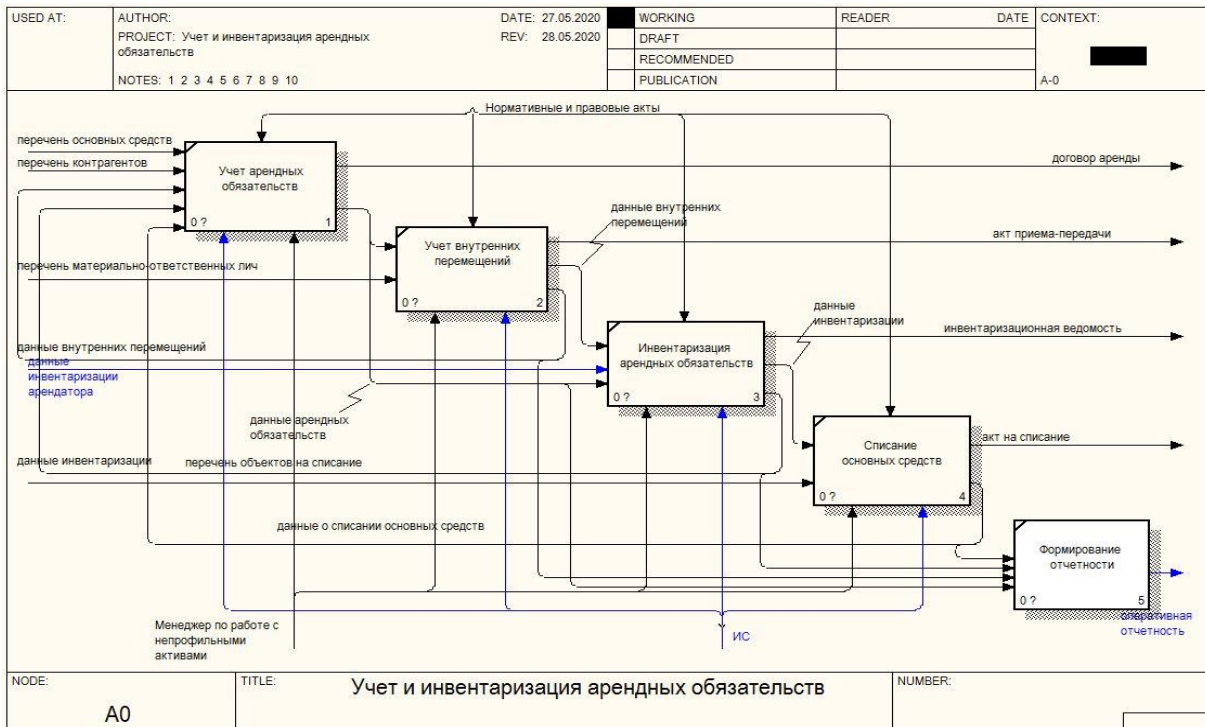 USED AT:
AUTHOR:
DATE: 27.05.2020
PROJECT: Учет и инвентаризация арендных
обязательств
REV: 28.05.2020
NOTES: 1 2 3 4 5 6 7 8 9 10
WORKING
DRAFT
RECOMMENDED
PUBLICATION
READER
DATE
CONTEXT:
A-0
Нормативные и правовые акты
перечень основных средств
перечень контрагентов
Учет арендных
обязательств
0 ?
1
договор аренды
данные внутренних
перемещений
Учет внутренних
перемещений
0 ?
2
акт приема-передачи
перечень материально-ответственных лич
данные
инвентаризации
инвентаризационная ведомость
Инвентаризация
арендных обязательств
0 ?
3
данные внутренних перемещений
данные
инвентаризации
арендатора
данные арендных
обязательств
акт на списание
Списание
основных средств
0 ?
4
данные инвентаризации
перечень объектов на списание
данные о списании основных средств
Формирование
отчетности
0 ?
5
оперативная
отчетность
Менеджер по работе с
непрофильными
активами
ИС
NODE:
A0
TITLE:
Учет и инвентаризация арендных обязательств
NUMBER: